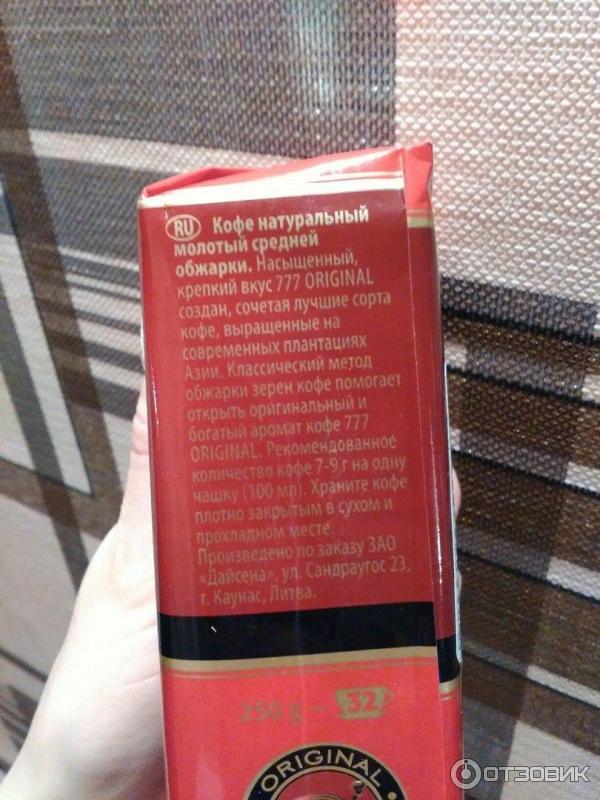 RU Кофе натуральный
молотый средней
обжарки. Насыщенный,
крепкий вкус 777 ORIGINAL
создан, сочетая лучшие сорта
кофе, выращенные на
современных плантациях
Азии. Классический метод
обжарки зерен кофе помогает
открыть оригинальный и
богатый аромат кофе 777
ORIGINAL. Рекомендованное
количество кофе 7-9 г на одну
чашку (100 мл). Храните кофе
плотно закрытым в сухом и
прохладном месте.
Произведено по заказу ЗАО
«Дайсена», ул. Сандраугос 23,
г. Каунас, Литва.
250 g ~ 32
ORIGINAL
ОТЗОВИК